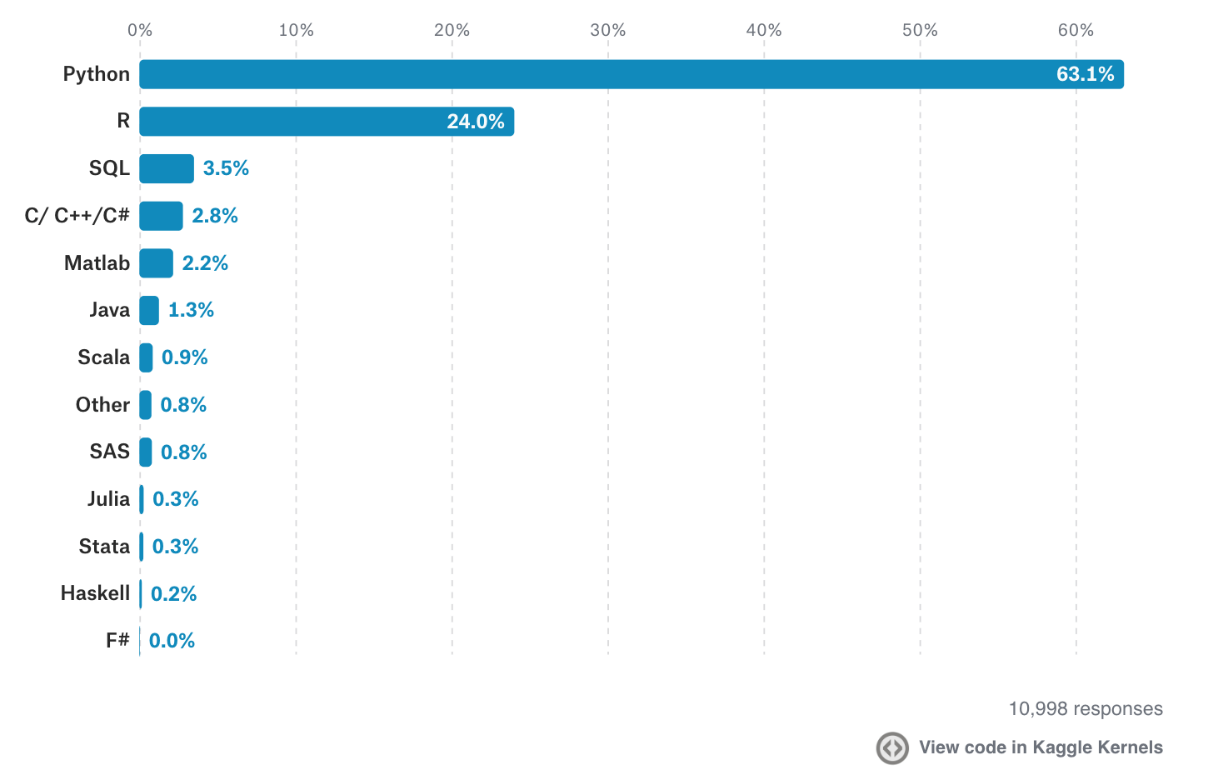 0% 10% 20% 30% 40% 50% 60%
Python 63.1%
R 24.0%
SQL 3.5%
C/ C++/C# 2.8%
Matlab 2.2%
Java 1.3%
Scala 0.9%
Other 0.8%
SAS 0.8%
Julia 0.3%
Stata 0.3%
Haskell 0.2%
F# 0.0%
10,998 responses
View code in Kaggle Kernels